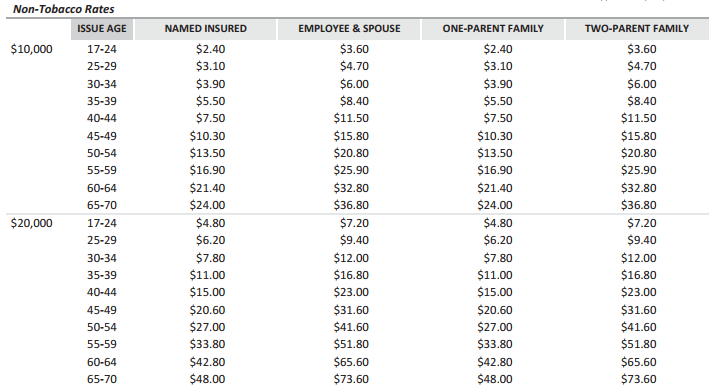 Non-Tobacco Rates
ISSUE AGE NAMED INSURED EMPLOYEE & SPOUSE ONE-PARENT FAMILY TWO-PARENT FAMILY
$10,000 17-24 $2.40 $3.60 $2.40 $3.60
25-29 $3.10 $4.70 $3.10 $4.70
30-34 $3.90 $6.00 $3.90 $6.00
35-39 $5.50 $8.40 $5.50 $8.40
40-44 $7.50 $11.50 $7.50 $11.50
45-49 $10.30 $15.80 $10.30 $15.80
50-54 $13.50 $20.80 $13.50 $20.80
55-59 $16.90 $25.90 $16.90 $25.90
60-64 $21.40 $32.80 $21.40 $32.80
65-70 $24.00 $36.80 $24.00 $36.80
$20,000 17-24 $4.80 $7.20 $4.80 $7.20
25-29 $6.20 $9.40 $6.20 $9.40
30-34 $7.80 $12.00 $7.80 $12.00
35-39 $11.00 $16.80 $11.00 $16.80
40-44 $15.00 $23.00 $15.00 $23.00
45-49 $20.60 $31.60 $20.60 $31.60
50-54 $27.00 $41.60 $27.00 $41.60
55-59 $33.80 $51.80 $33.80 $51.80
60-64 $42.80 $65.60 $42.80 $65.60
65-70 $48.00 $73.60 $48.00 $73.60